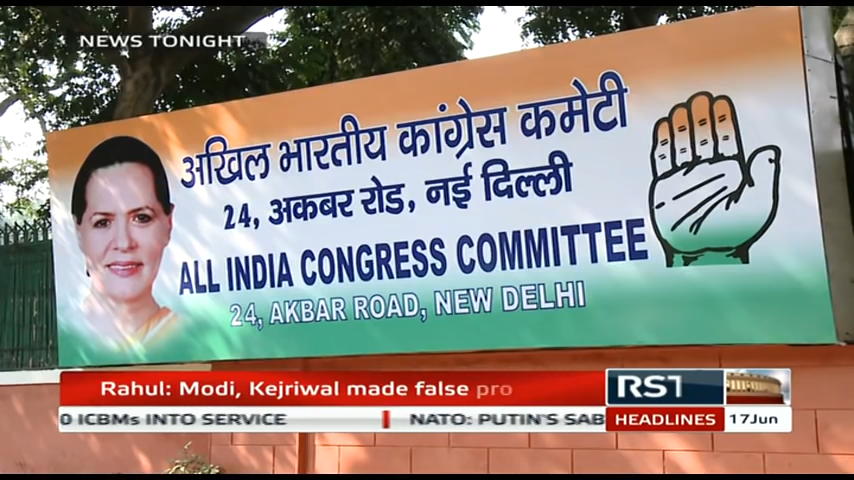 NEWS TONIGHT
अखिल भारतीय कांग्रेस कमेटी
24, अकबर रोड, नई दिल्ली
ALL INDIA CONGRESS COMMITTEE
24, AKBAR ROAD, NEW DELHI
Rahul: Modi, Kejriwal made false pro
RST
0 ICBMs INTO SERVICE
NATO: PUTIN'S SAB
HEADLINES
17Jun